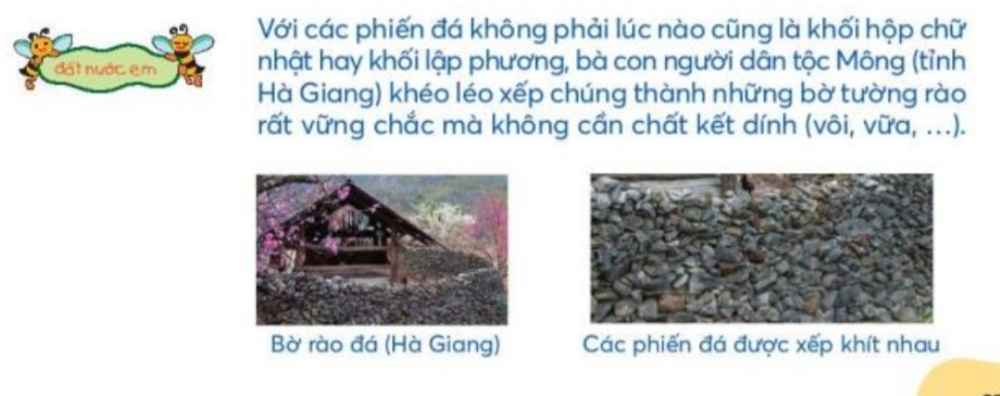 đất nước em
Với các phiến đá không phải lúc nào cũng là khối hộp chữ
nhật hay khối lập phương, bà con người dân tộc Mông (tỉnh
Hà Giang) khéo léo xếp chúng thành những bờ tường rào
rất vững chắc mà không cần chất kết dính (vôi, vữa, ...).
Bờ rào đá (Hà Giang)
Các phiến đá được xếp khít nhau